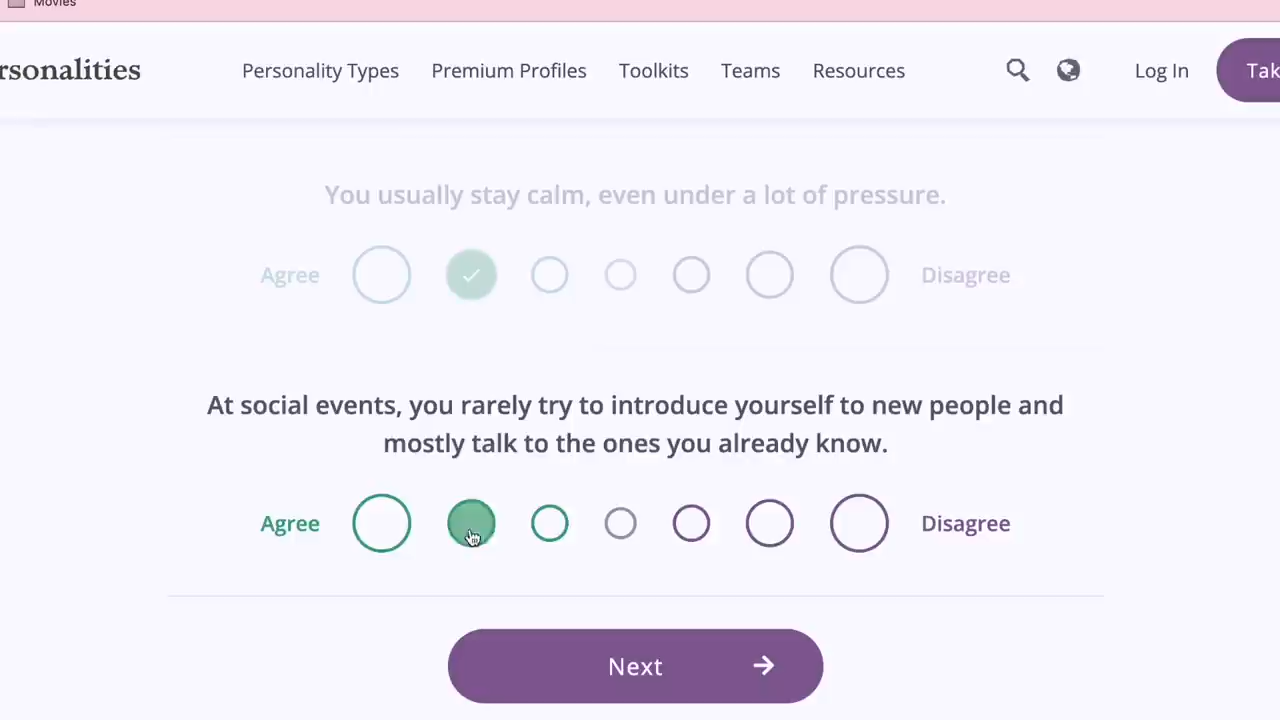 Movies
rsonalities
Personality Types
Premium Profiles
Toolkits
Teams
Resources
Log In
Tak
You usually stay calm, even under a lot of pressure.
Agree
Disagree
At social events, you rarely try to introduce yourself to new people and
mostly talk to the ones you already know.
Agree
Disagree
Next